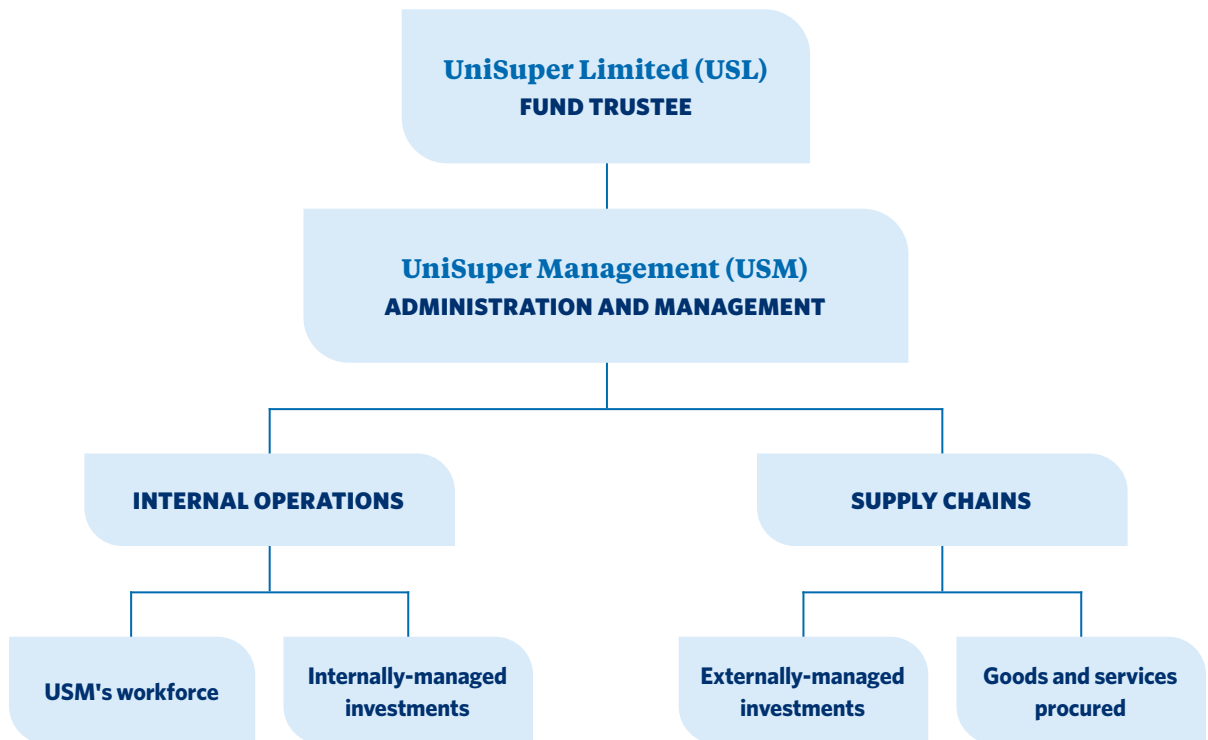 UniSuper Limited (USL)
FUND TRUSTEE
UniSuper Management (USM)
ADMINISTRATION AND MANAGEMENT
INTERNAL OPERATIONS
SUPPLY CHAINS
USM's workforce
Internally-managed
investments
Externally-managed
investments
Goods and services
procured